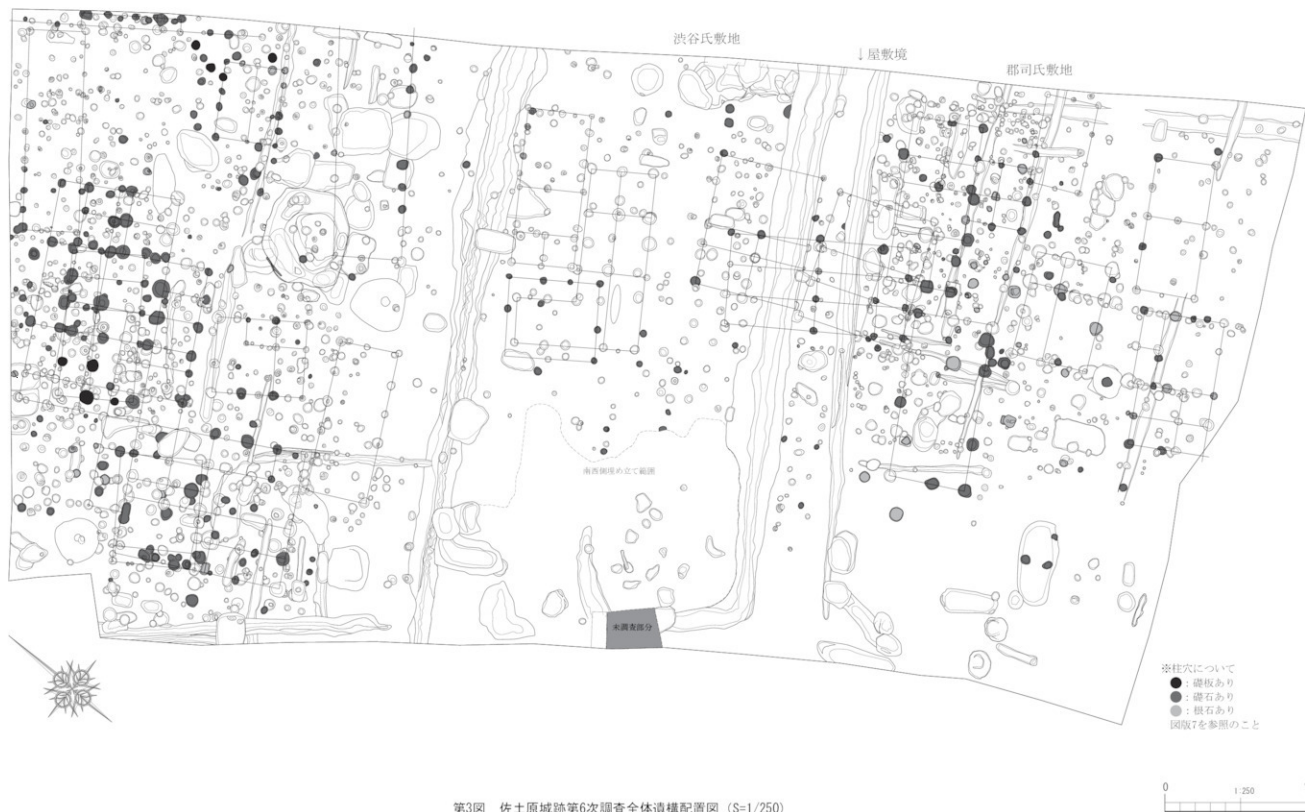 渋谷氏敷地
↓屋敷境
郡司氏敷地
南西側埋め立て範囲
未調査部分
※柱穴について
●：礎板あり
●：礎石あり
●：根石あり
図版7を参照のこと
0 1:250
第3図 佐土原城跡第6次調査全体遺構配置図（S=1/250）